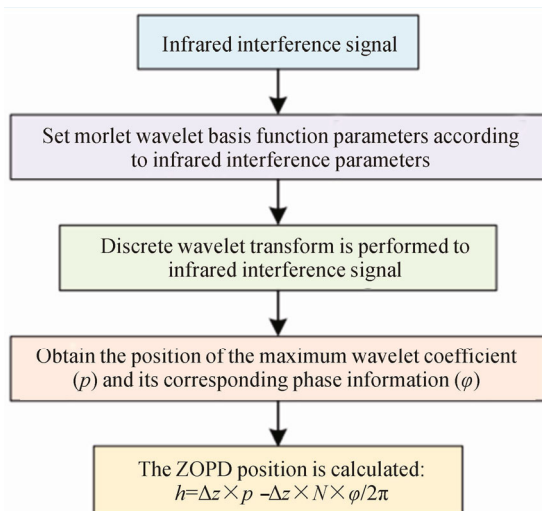 Infrared interference signal
Set morlet wavelet basis function parameters according
to infrared interference parameters
Discrete wavelet transform is performed to
infrared interference signal
Obtain the position of the maximum wavelet coefficient
(p) and its corresponding phase information (φ)
The ZOPD position is calculated:
h=Δz×p −Δz×N×φ/2π